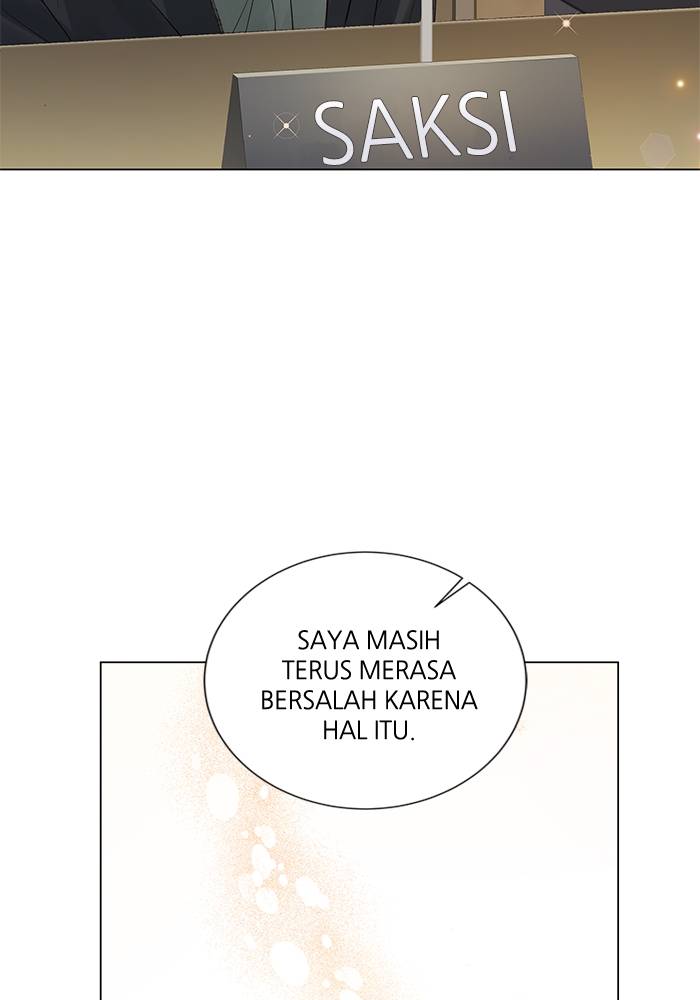 SAKSI
SAYA MASIH
TERUS MERASA
BERSALAH KARENA
HAL ITU.